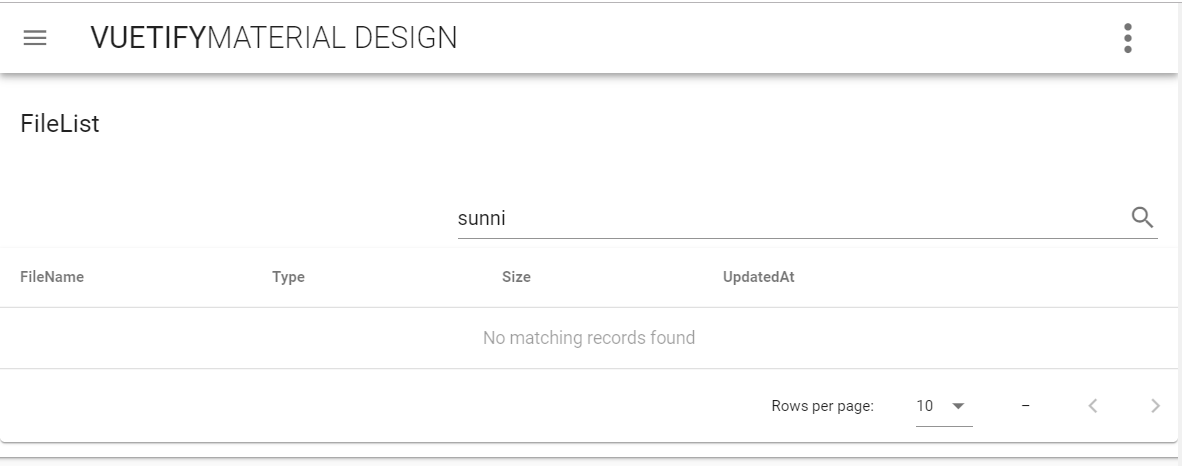 VUETIFYMATERIAL DESIGN
FileList
sunni
FileName Type Size UpdatedAt
No matching records found
Rows per page: 10 –